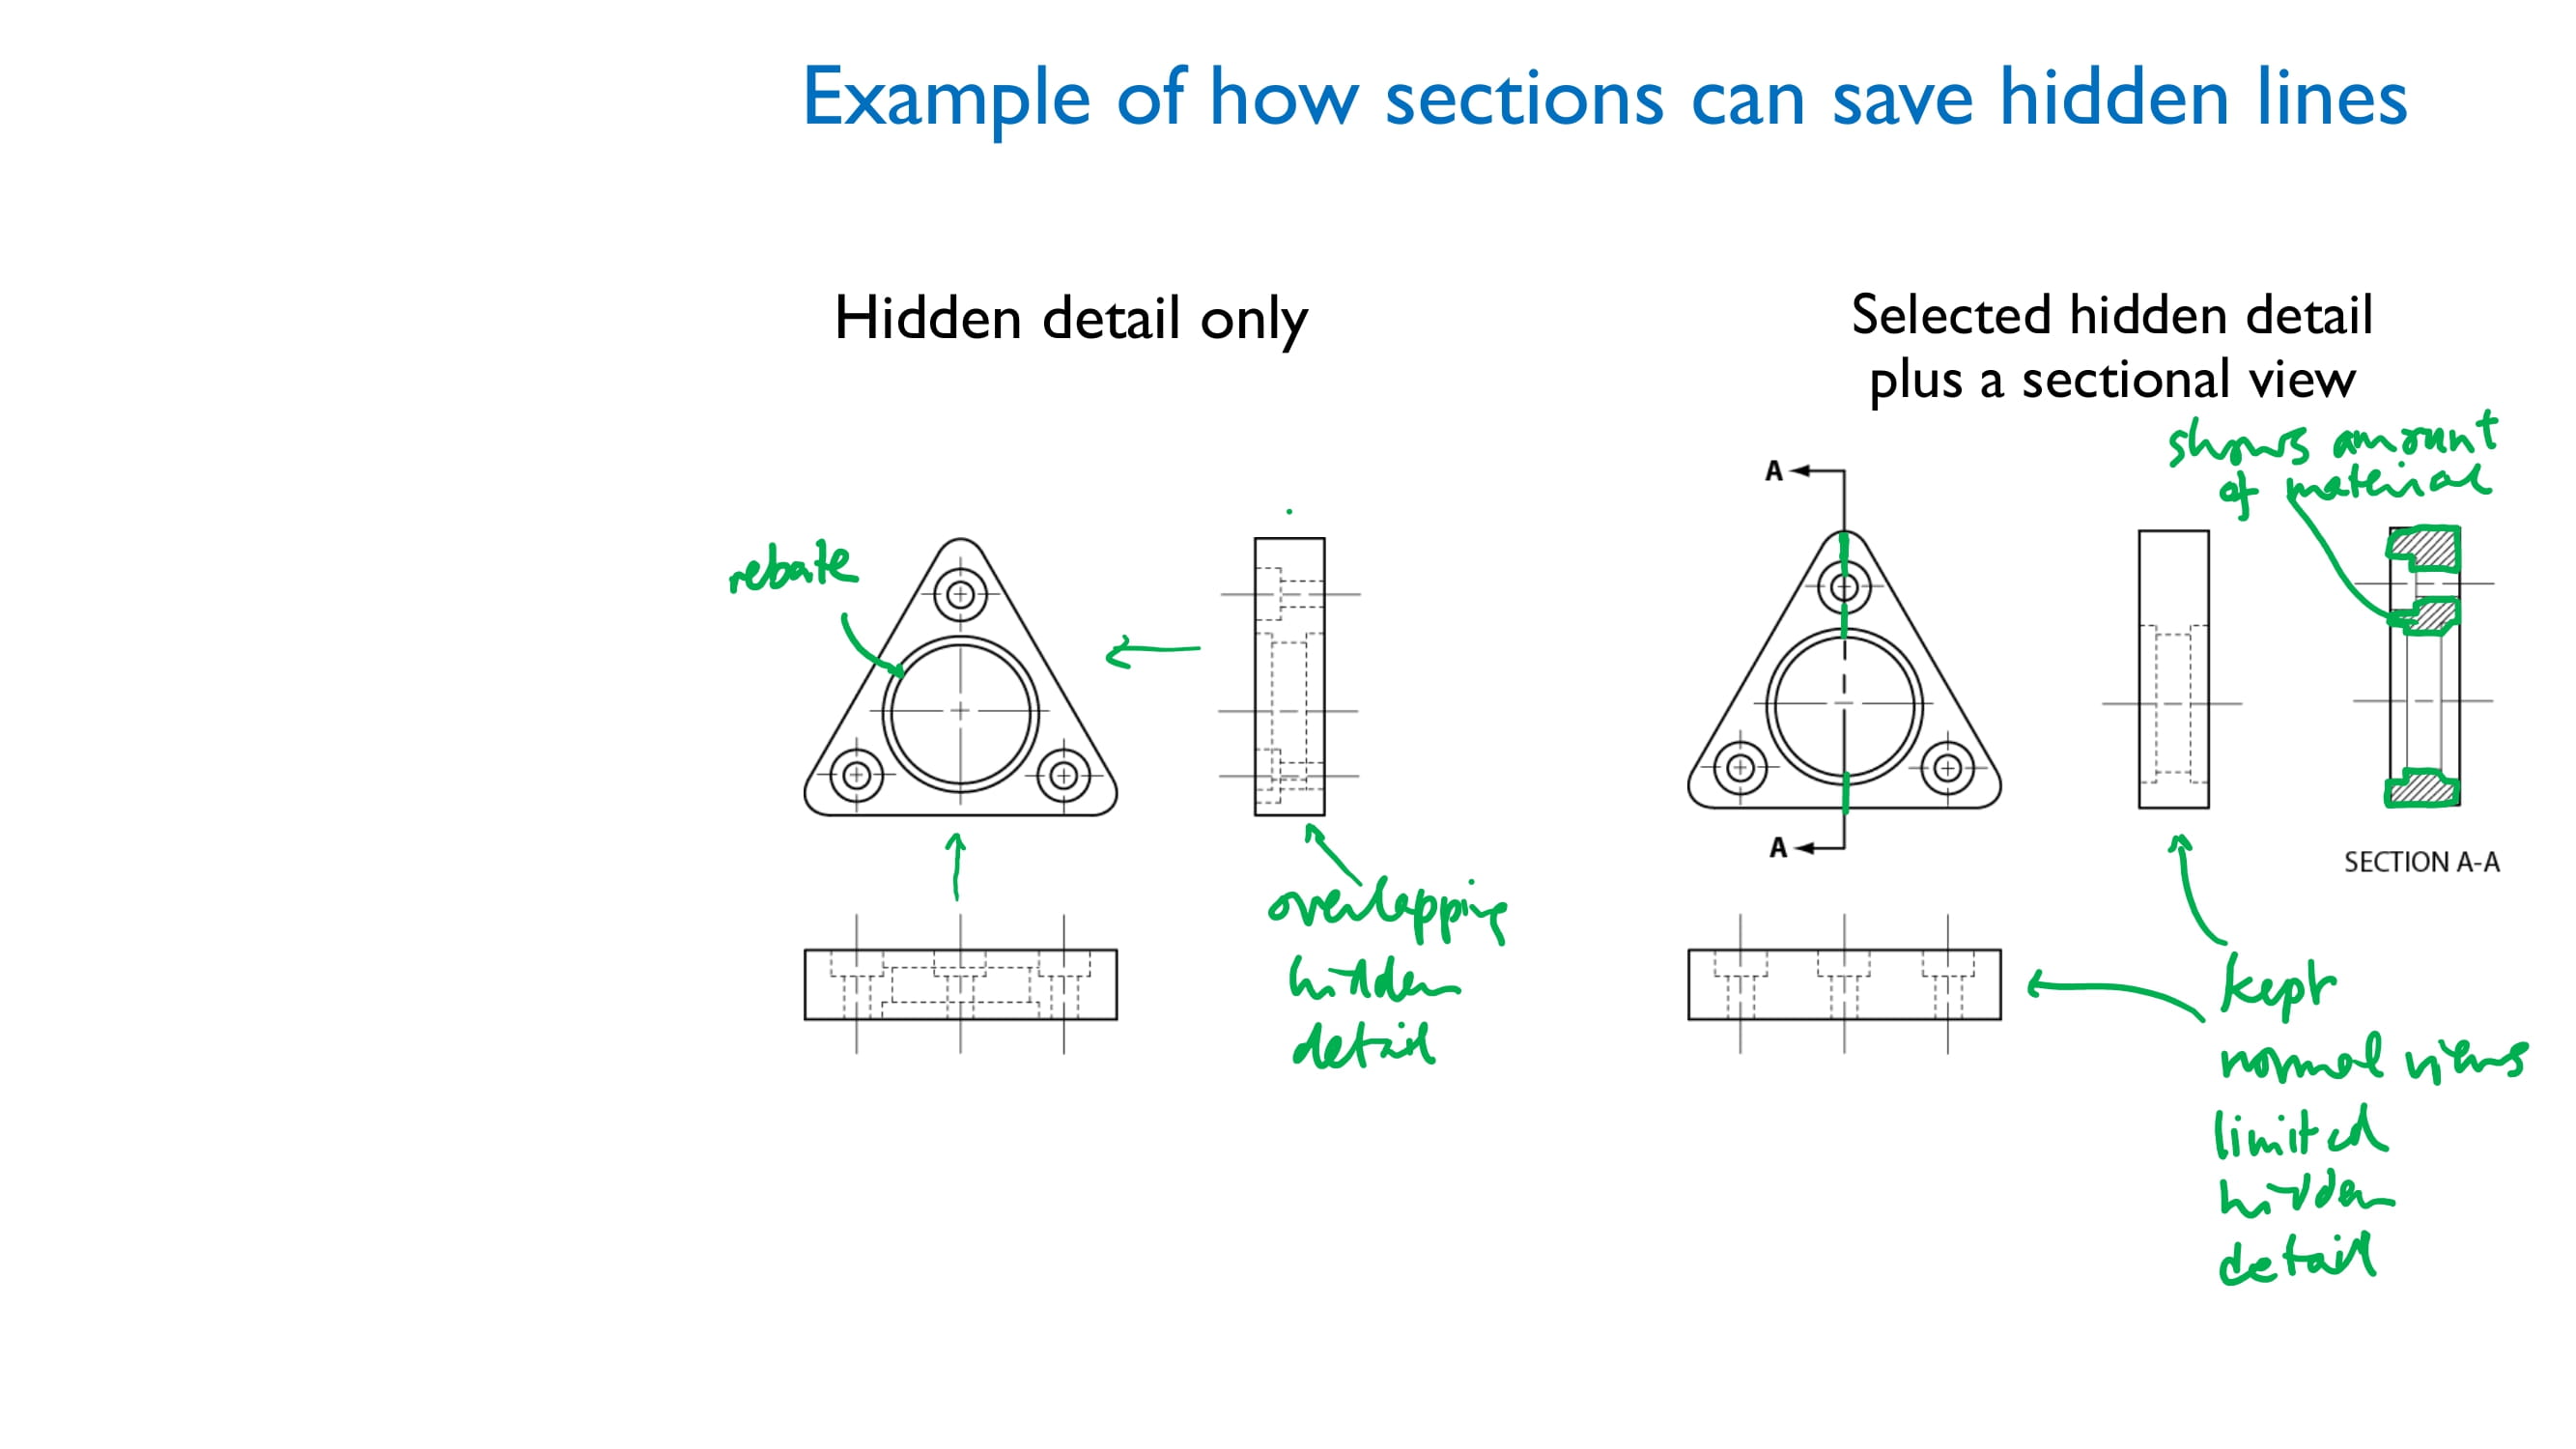 Example of how sections can save hidden lines
Hidden detail only
Selected hidden detail
plus a sectional view
shows amount
of material
A
rebate
A
SECTION A-A
overlapping
hidden
detail
kept
normal views
limited
hidden
detail